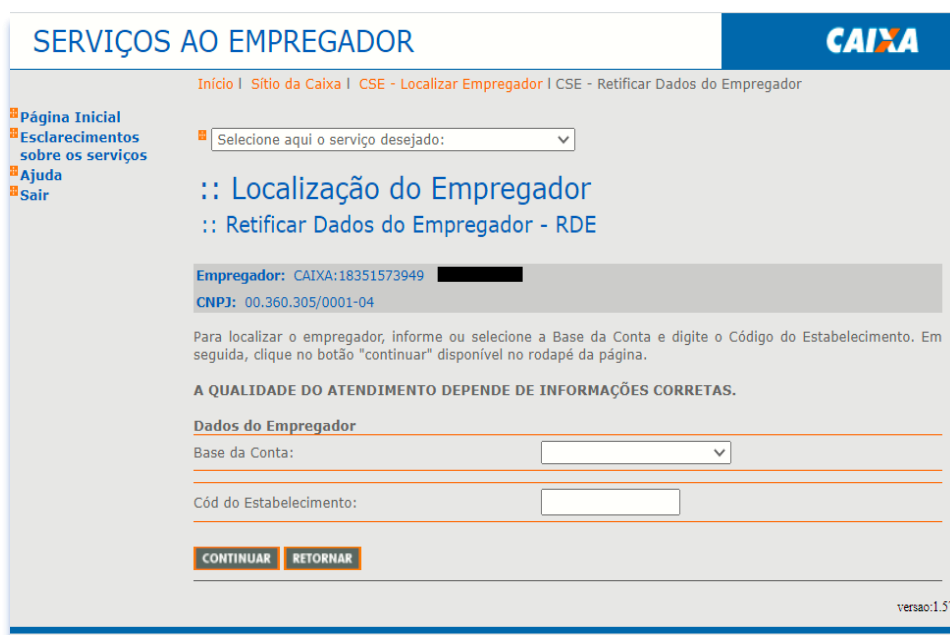 SERVIÇOS AO EMPREGADOR
CAIXA
Início | Sítio da Caixa | CSE - Localizar Empregador | CSE - Retificar Dados do Empregador
Página Inicial
Esclarecimentos
sobre os serviços
Ajuda
Sair
Selecione aqui o serviço desejado:
:: Localização do Empregador
:: Retificar Dados do Empregador - RDE
Empregador: CAIXA:18351573949
CNPJ: 00.360.305/0001-04
Para localizar o empregador, informe ou selecione a Base da Conta e digite o Código do Estabelecimento. Em
seguida, clique no botão "continuar" disponível no rodapé da página.
A QUALIDADE DO ATENDIMENTO DEPENDE DE INFORMAÇÕES CORRETAS.
Dados do Empregador
Base da Conta:
Cód do Estabelecimento:
CONTINUAR RETORNAR
versao:1.5